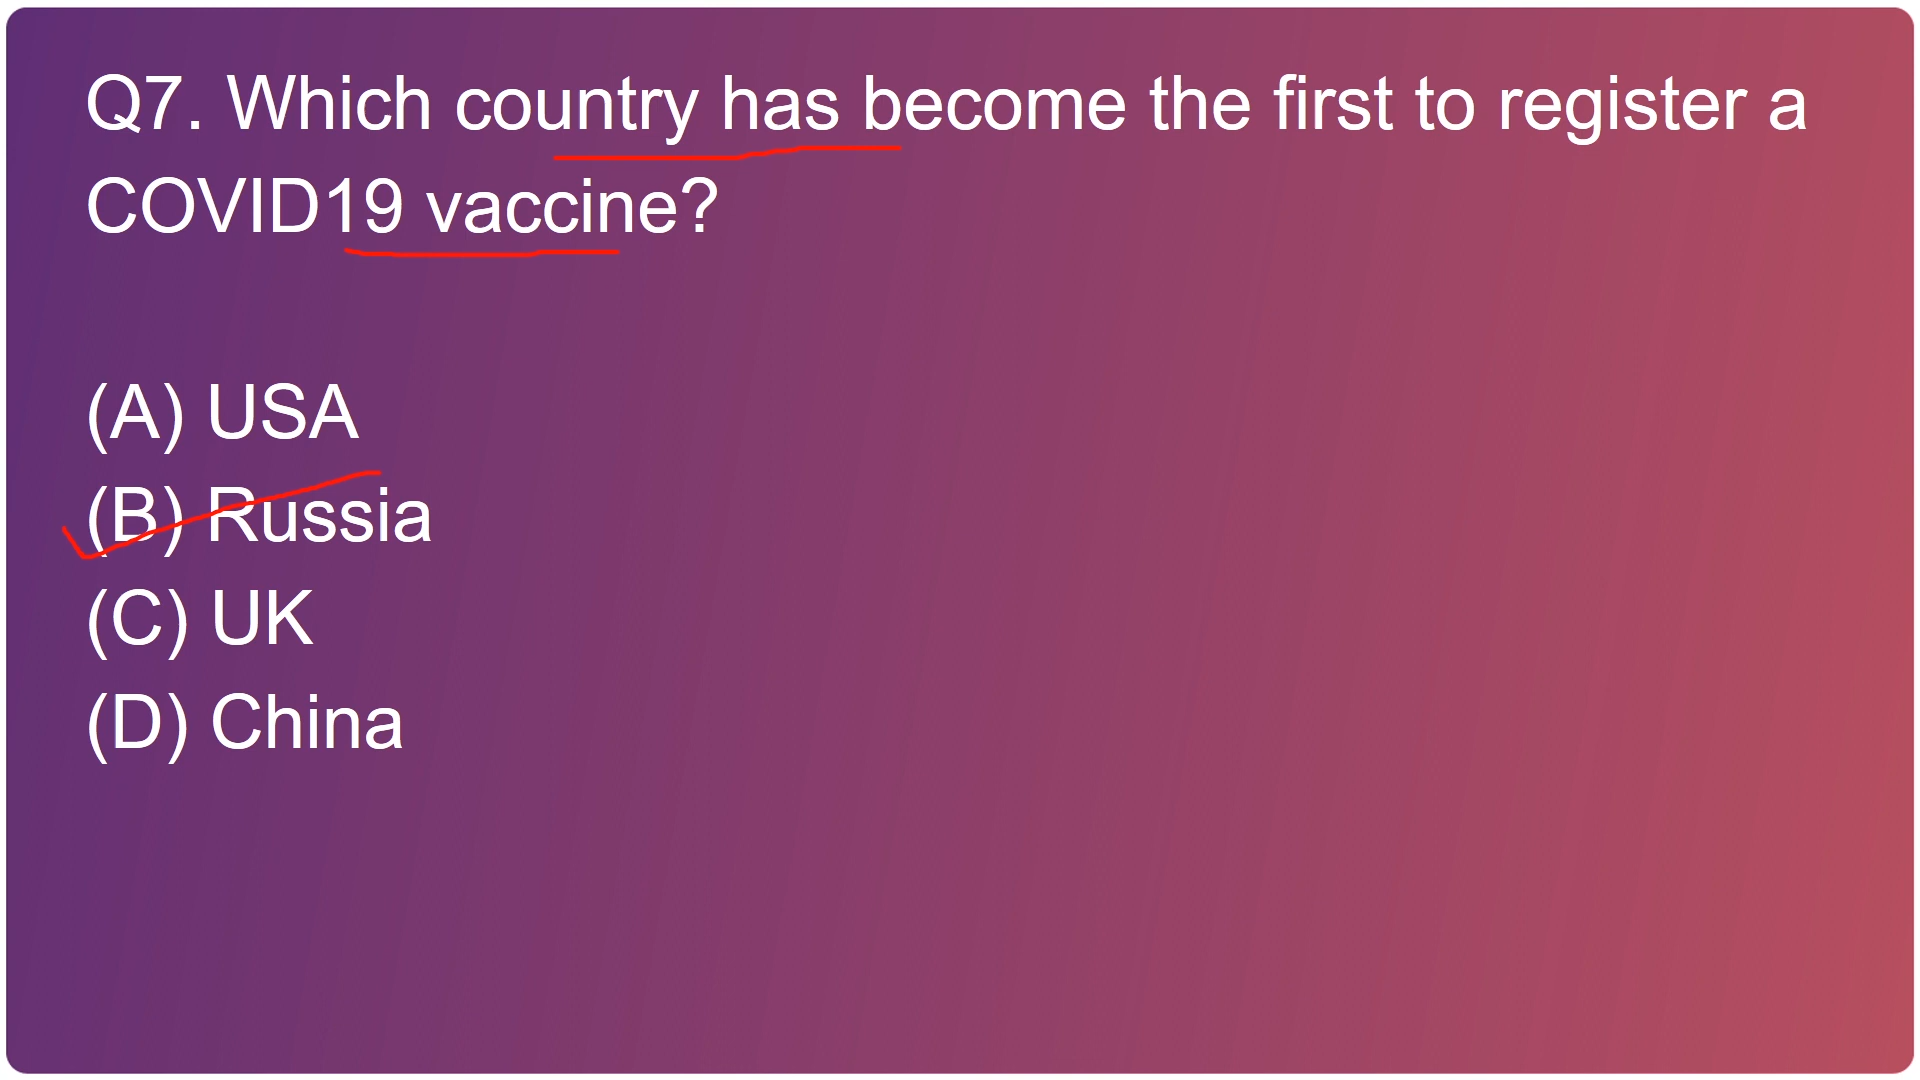 Q7. Which country has become the first to register a
COVID19 vaccine?
(A) USA
(B) Russia
(C) UK
(D) China